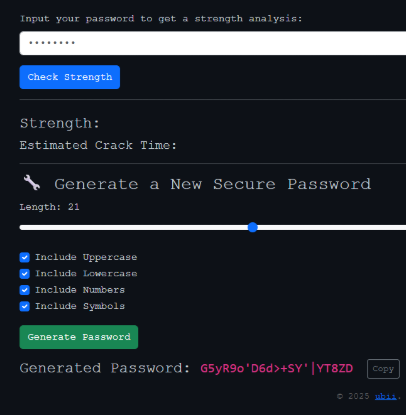 Input your password to get a strength analysis:
••••••••
Check Strength
Strength:
Estimated Crack Time:
🔧 Generate a New Secure Password
Length: 21
Include Uppercase
Include Lowercase
Include Numbers
Include Symbols
Generate Password
Generated Password: G5yR9o'D6d>+SY'|YT8ZD Copy
© 2025 ubii.